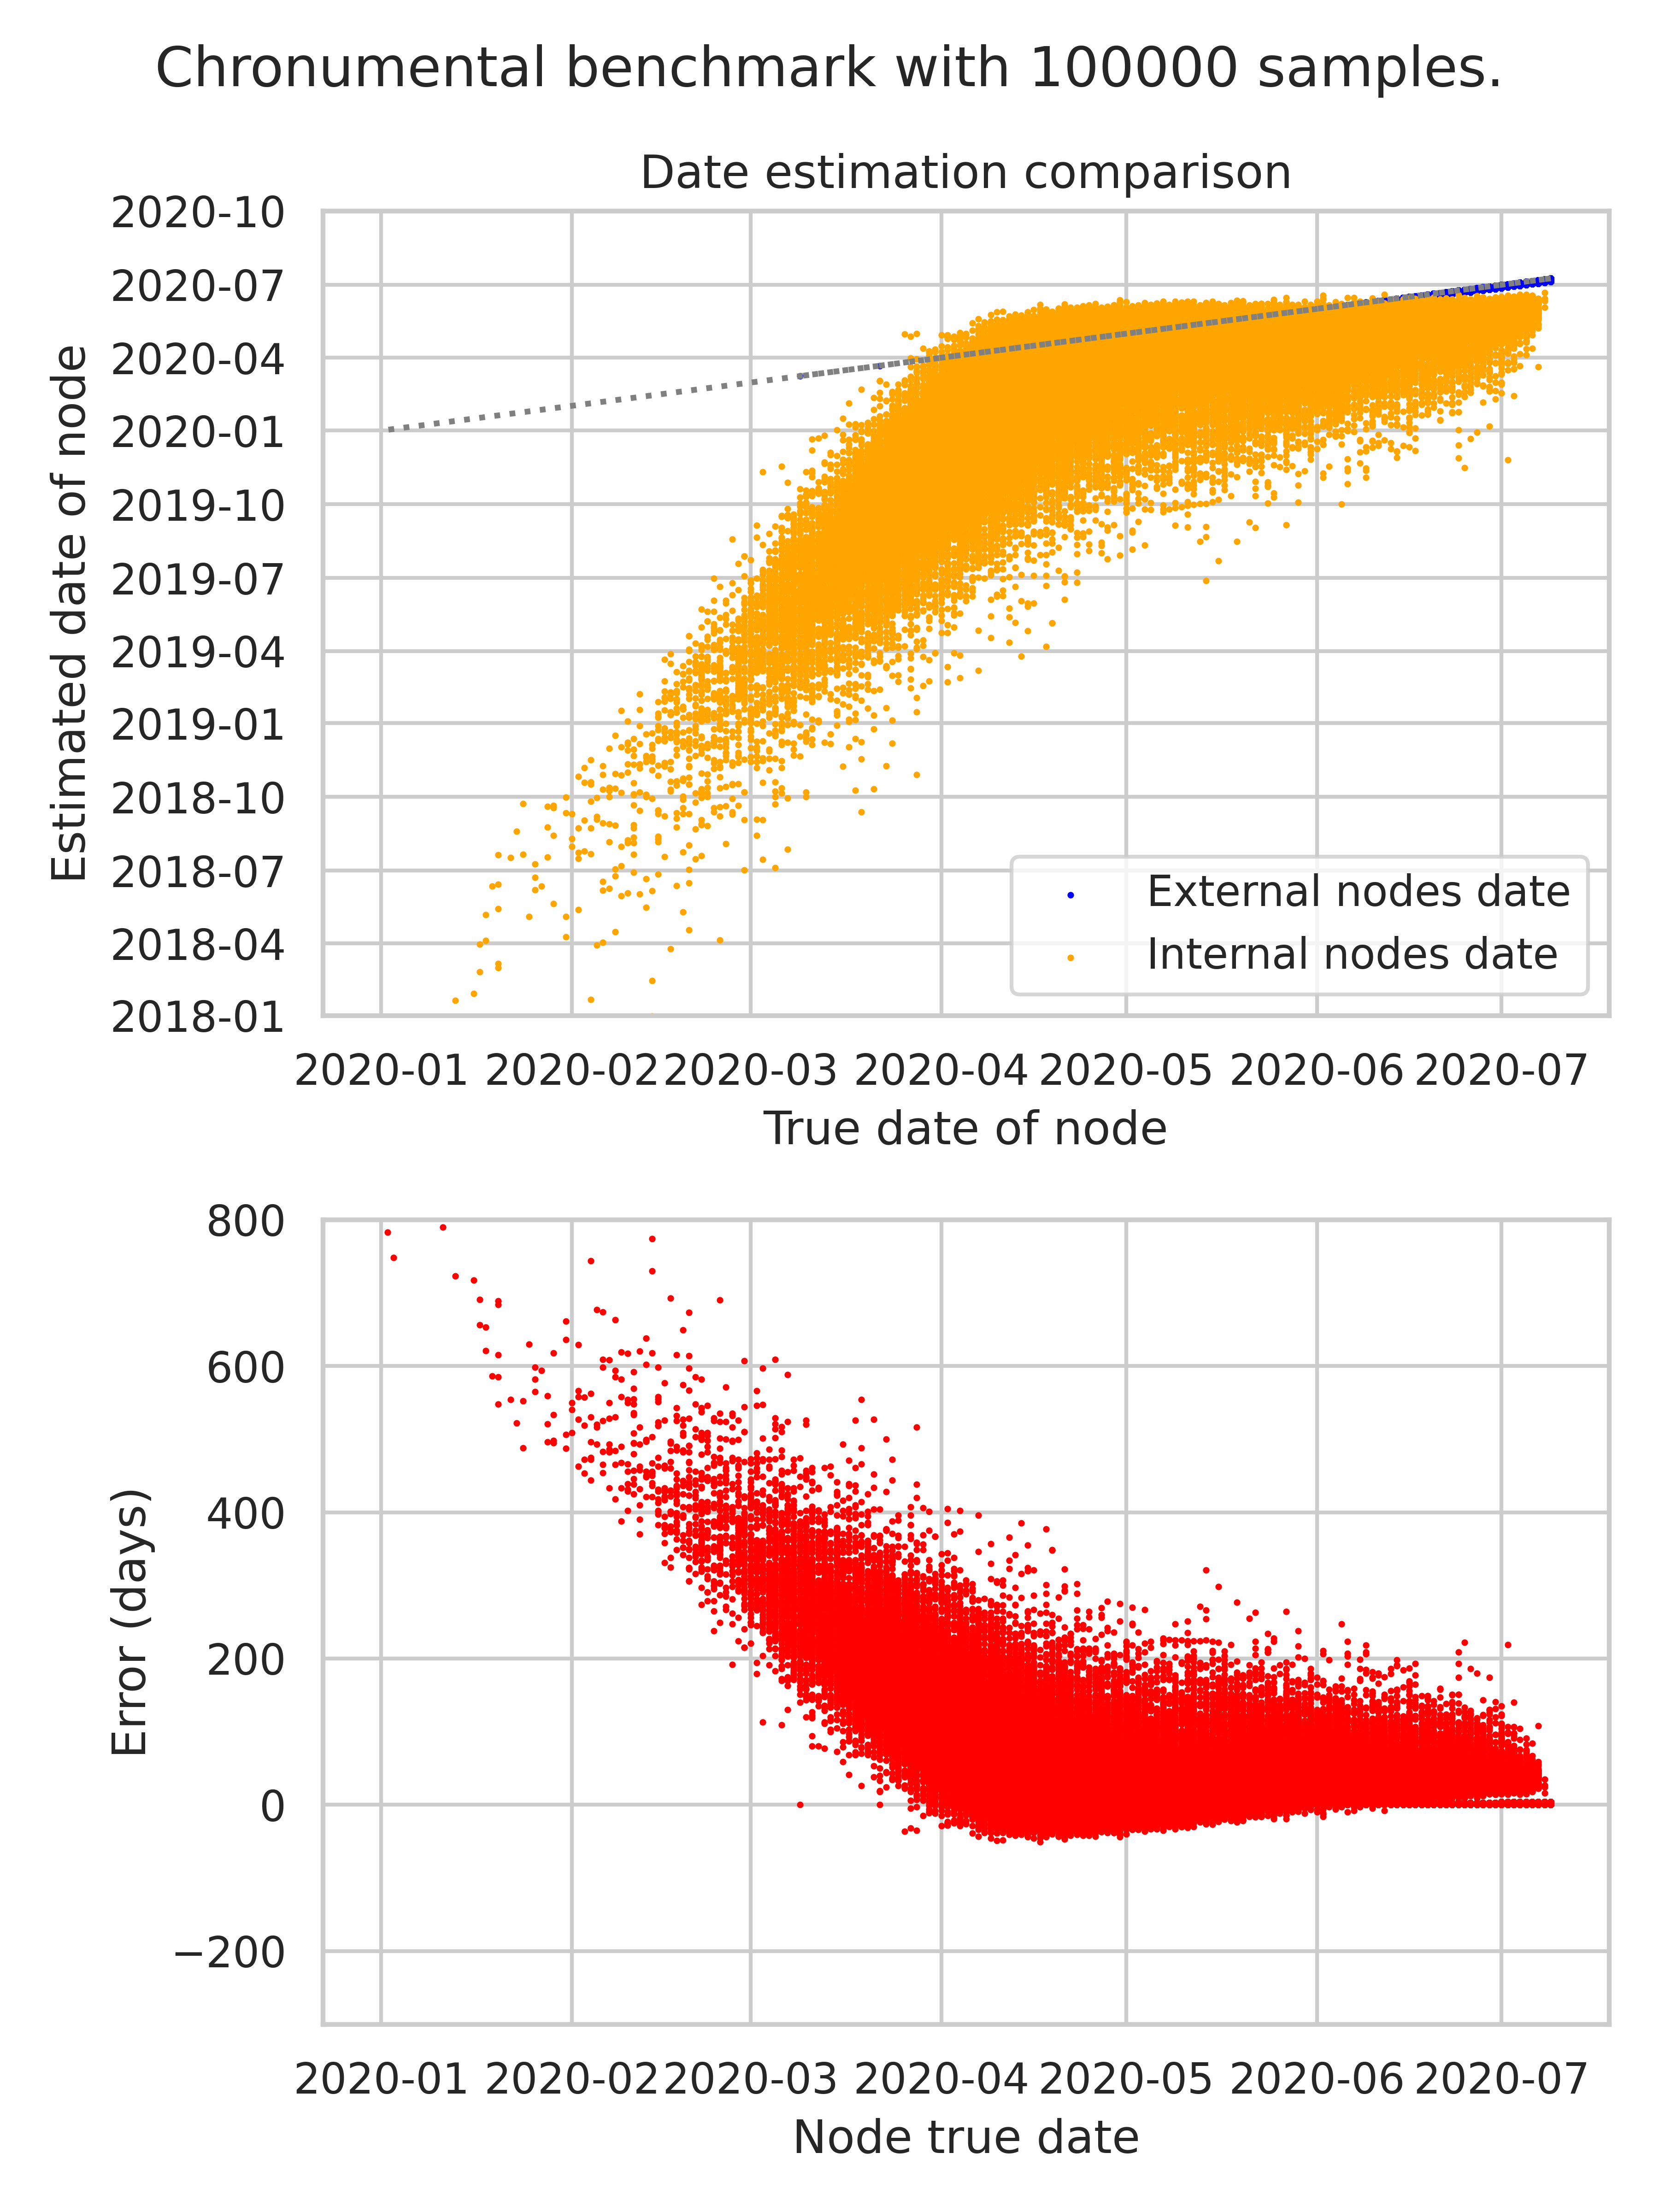 Chronumental benchmark with 100000 samples.
Date estimation comparison
2020-10
2020-07
2020-04
2020-01
2019-10
2019-07
2019-04
2019-01
2018-10
2018-07
2018-04
2018-01
Estimated date of node
External nodes date
Internal nodes date
2020-01 2020-02 2020-03 2020-04 2020-05 2020-06 2020-07
True date of node
800
600
400
200
0
−200
Error (days)
2020-01 2020-02 2020-03 2020-04 2020-05 2020-06 2020-07
Node true date